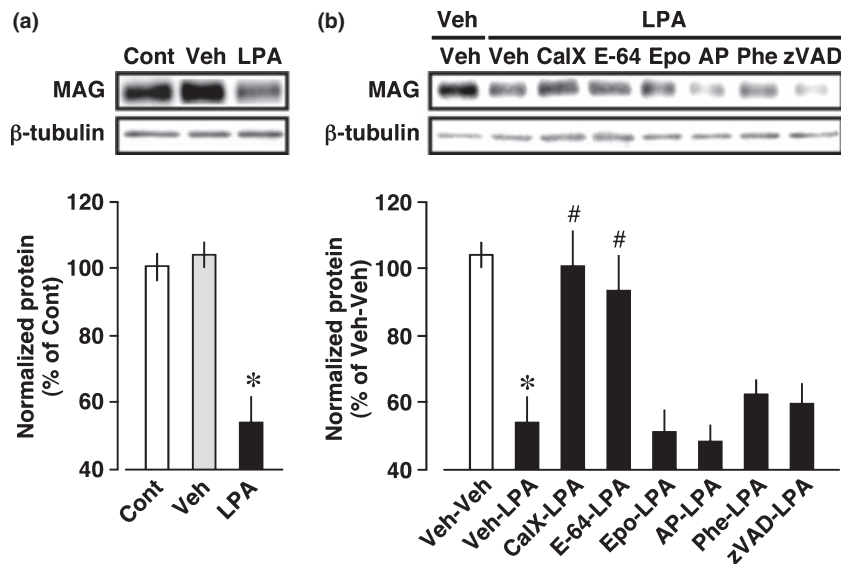 (a)
Cont Veh LPA
MAG
β-tubulin
Normalized protein
(% of Cont)
120
100
80
60
40
*
Cont
Veh
LPA
(b)
Veh LPA
Veh Veh CalX E-64 Epo AP Phe zVAD
MAG
β-tubulin
Normalized protein
(% of Veh-Veh)
120
100
80
60
40
*
#
#
Veh-Veh
Veh-LPA
CalX-LPA
E-64-LPA
Epo-LPA
AP-LPA
Phe-LPA
zVAD-LPA